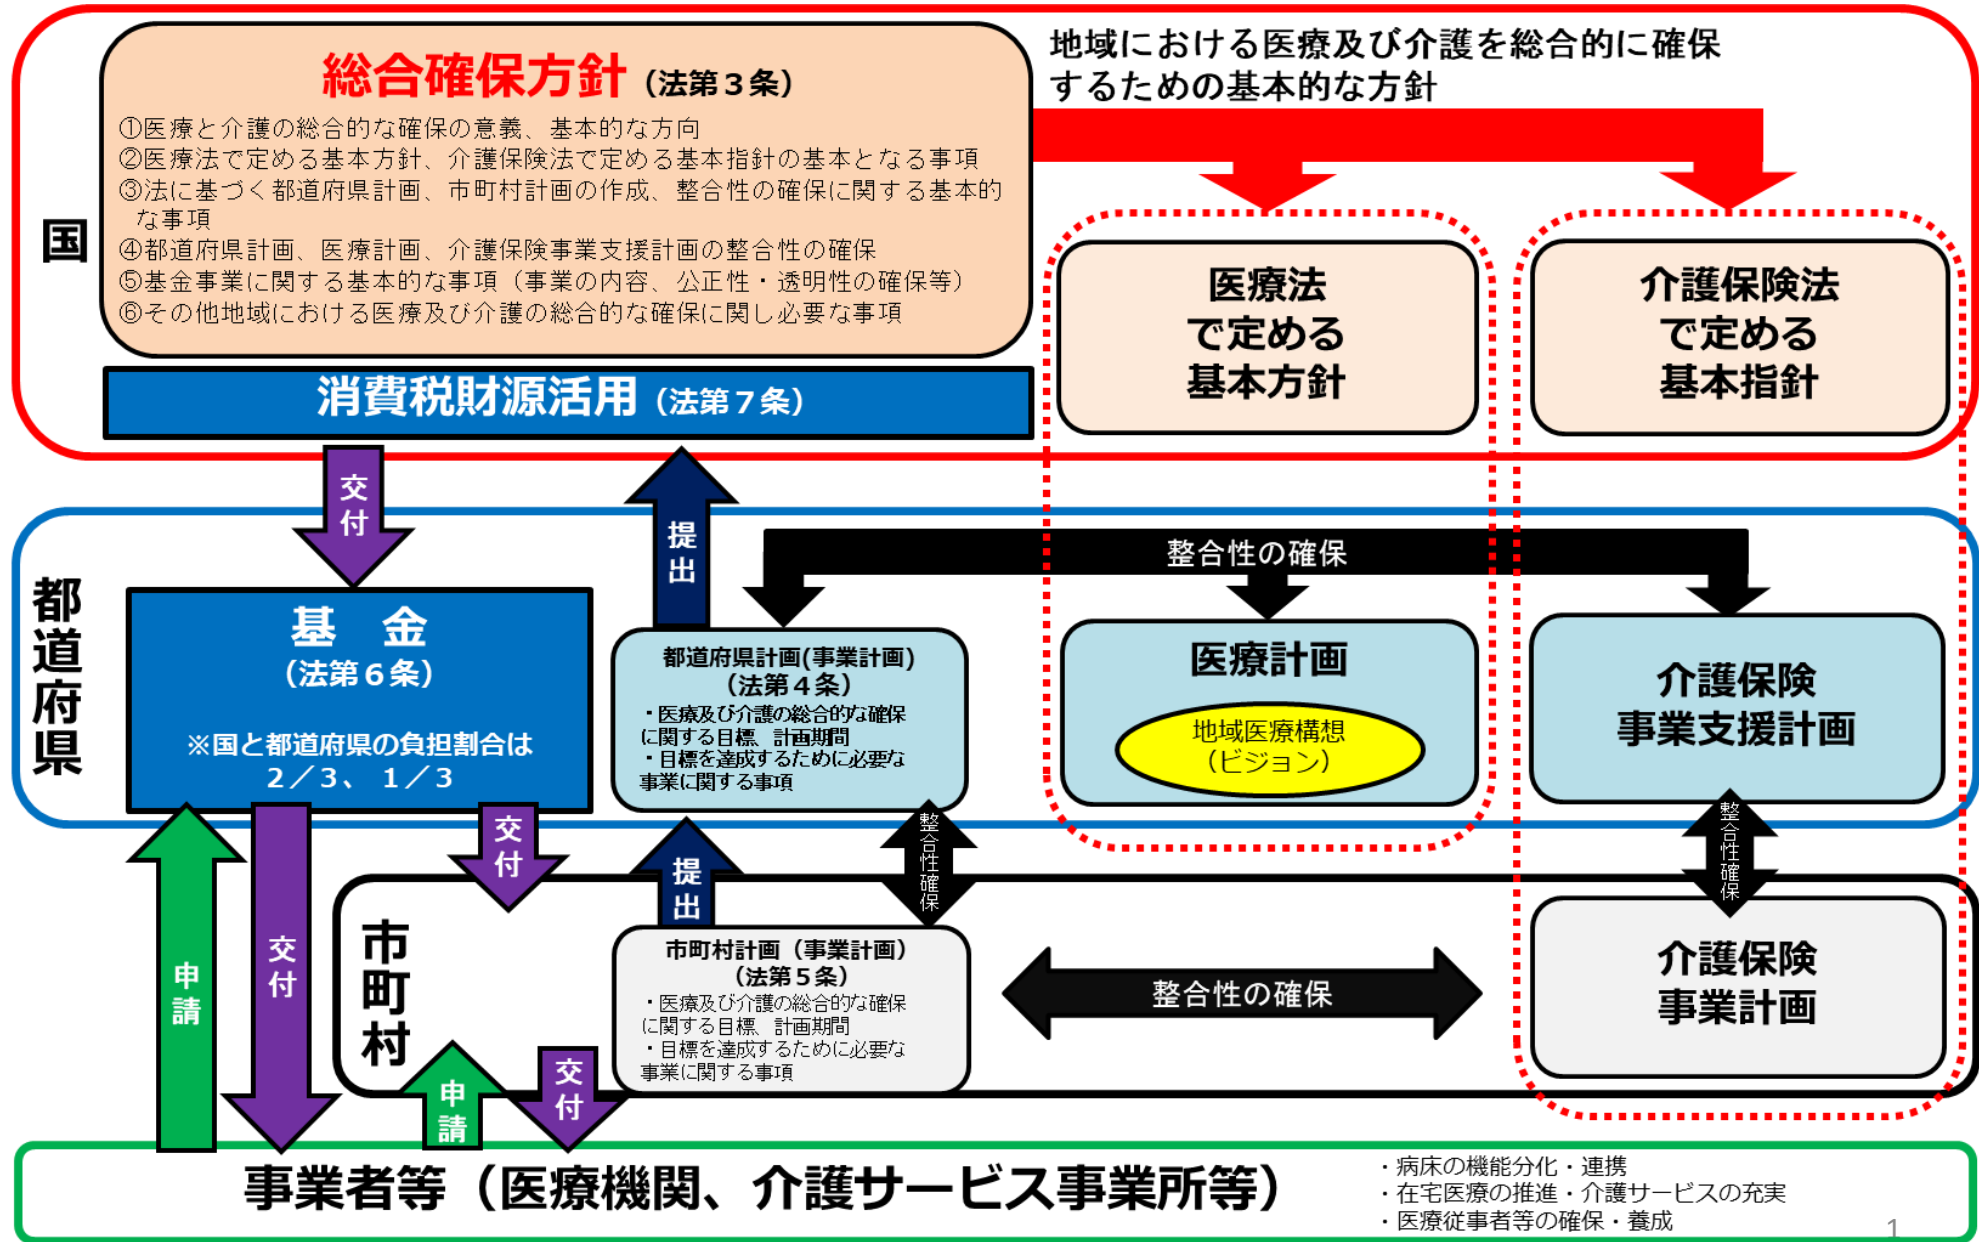 国
総合確保方針（法第３条）
①医療と介護の総合的な確保の意義、基本的な方向
②医療法で定める基本方針、介護保険法で定める基本指針の基本となる事項
③法に基づく都道府県計画、市町村計画の作成、整合性の確保に関する基本的
な事項
④都道府県計画、医療計画、介護保険事業支援計画の整合性の確保
⑤基金事業に関する基本的な事項（事業の内容、公正性・透明性の確保等）
⑥その他地域における医療及び介護の総合的な確保に関し必要な事項
消費税財源活用（法第７条）
地域における医療及び介護を総合的に確保
するための基本的な方針
医療法
で定める
基本方針
介護保険法
で定める
基本指針
交付
提出
都道府県
基　金
（法第６条）
※国と都道府県の負担割合は
２／３、１／３
都道府県計画(事業計画)
（法第４条）
・医療及び介護の総合的な確保
に関する目標、計画期間
・目標を達成するために必要な
事業に関する事項
整合性の確保
医療計画
地域医療構想
（ビジョン）
介護保険
事業支援計画
申請
交付
交付
提出
整合性確保
整合性確保
市町村
市町村計画（事業計画）
（法第５条）
・医療及び介護の総合的な確保
に関する目標、計画期間
・目標を達成するために必要な
事業に関する事項
整合性の確保
介護保険
事業計画
申請
交付
事業者等（医療機関、介護サービス事業所等）
・病床の機能分化・連携
・在宅医療の推進・介護サービスの充実
・医療従事者等の確保・養成
1